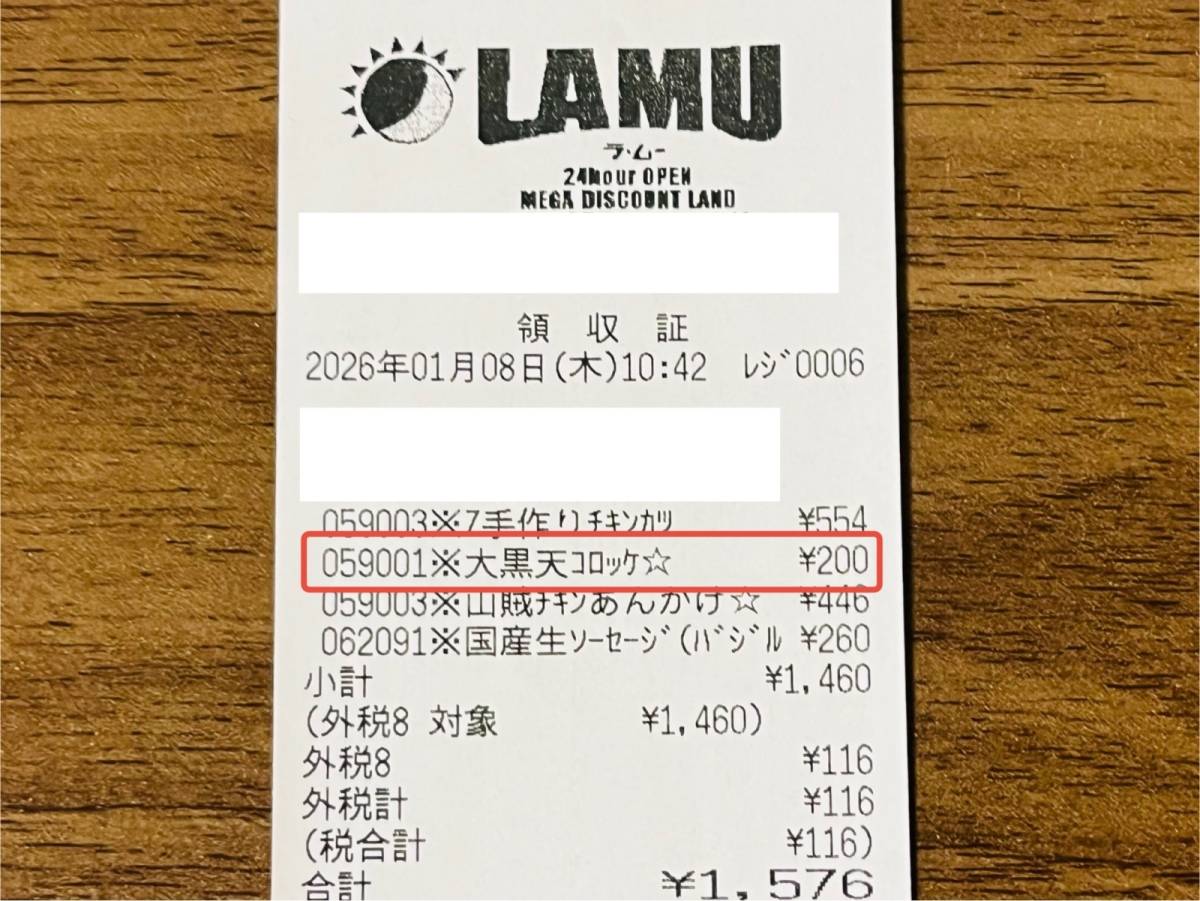 LAMU
ラ・ムー
24Hour OPEN
MEGA DISCOUNT LAND
領 収 証
2026年01月08日(木)10:42 ﾚｼﾞ0006
059003※7手作りﾁｷﾝｶﾂ ¥554
059001※大黒天ｺﾛｯｹ☆ ¥200
059003※山賊ﾁｷﾝあんかけ☆ ¥446
062091※国産生ｿｰｾｰｼﾞ(ﾊﾞｼﾞﾙ ¥260
小計 ¥1,460
(外税8 対象 ¥1,460)
外税8 ¥116
外税計 ¥116
(税合計 ¥116)
合計 ¥1,576